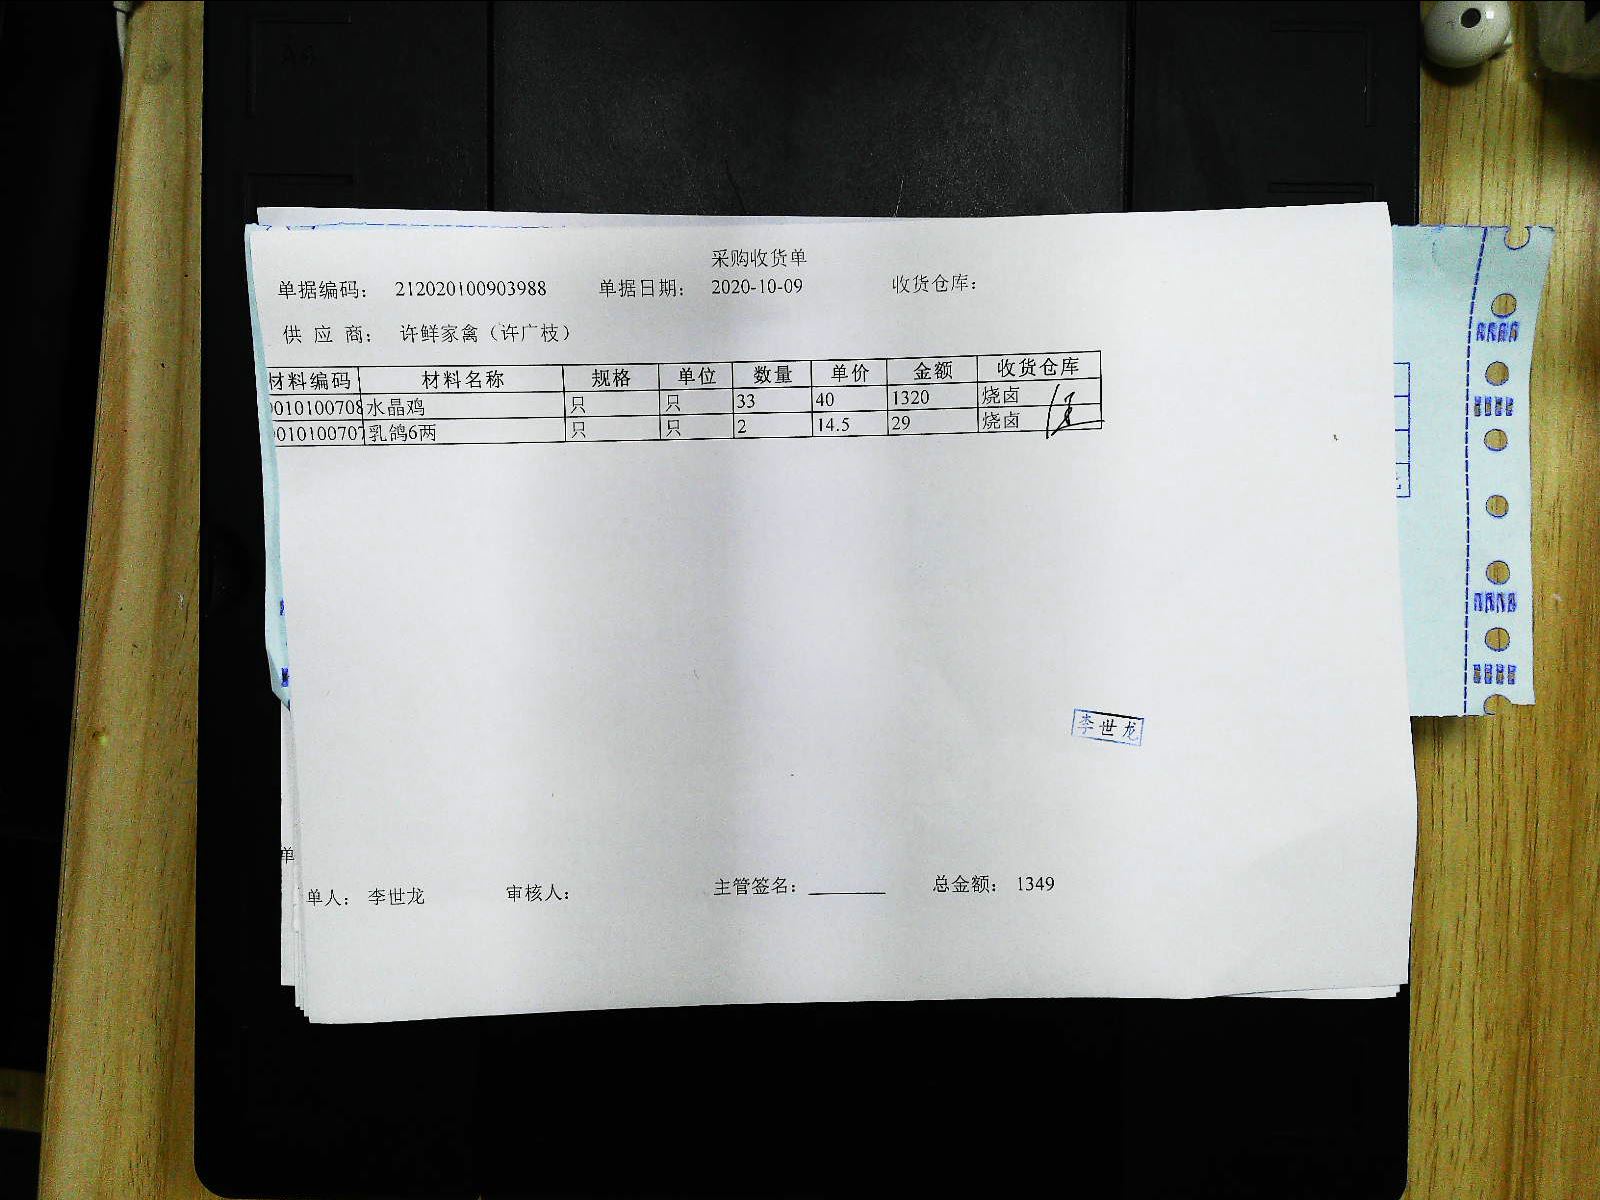 采购收货单
单据编码： 212020100903988 单据日期： 2020-10-09 收货仓库：
供 应 商： 许鲜家禽（许广枝）
材料编码 材料名称 规格 单位 数量 单价 金额 收货仓库
0010100708 水晶鸡 只 只 33 40 1320 烧卤
0010100707 乳鸽6两 只 只 2 14.5 29 烧卤
李世龙
单
单人： 李世龙 审核人： 主管签名： 总金额： 1349